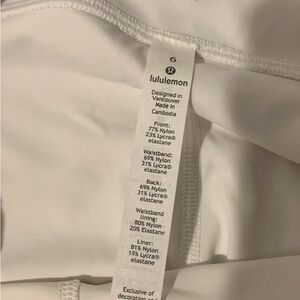 6
lululemon
Designed in
Vancouver
Made in
Cambodia
Front:
77% Nylon
23% Lycra®
elastane
Waistband:
69% Nylon
31% Lycra®
elastane
Back:
69% Nylon
31% Lycra®
elastane
Waistband
lining:
80% Nylon
20% Elastane
Liner:
81% Nylon
19% Lycra®
elastane
Exclusive of
decoration and